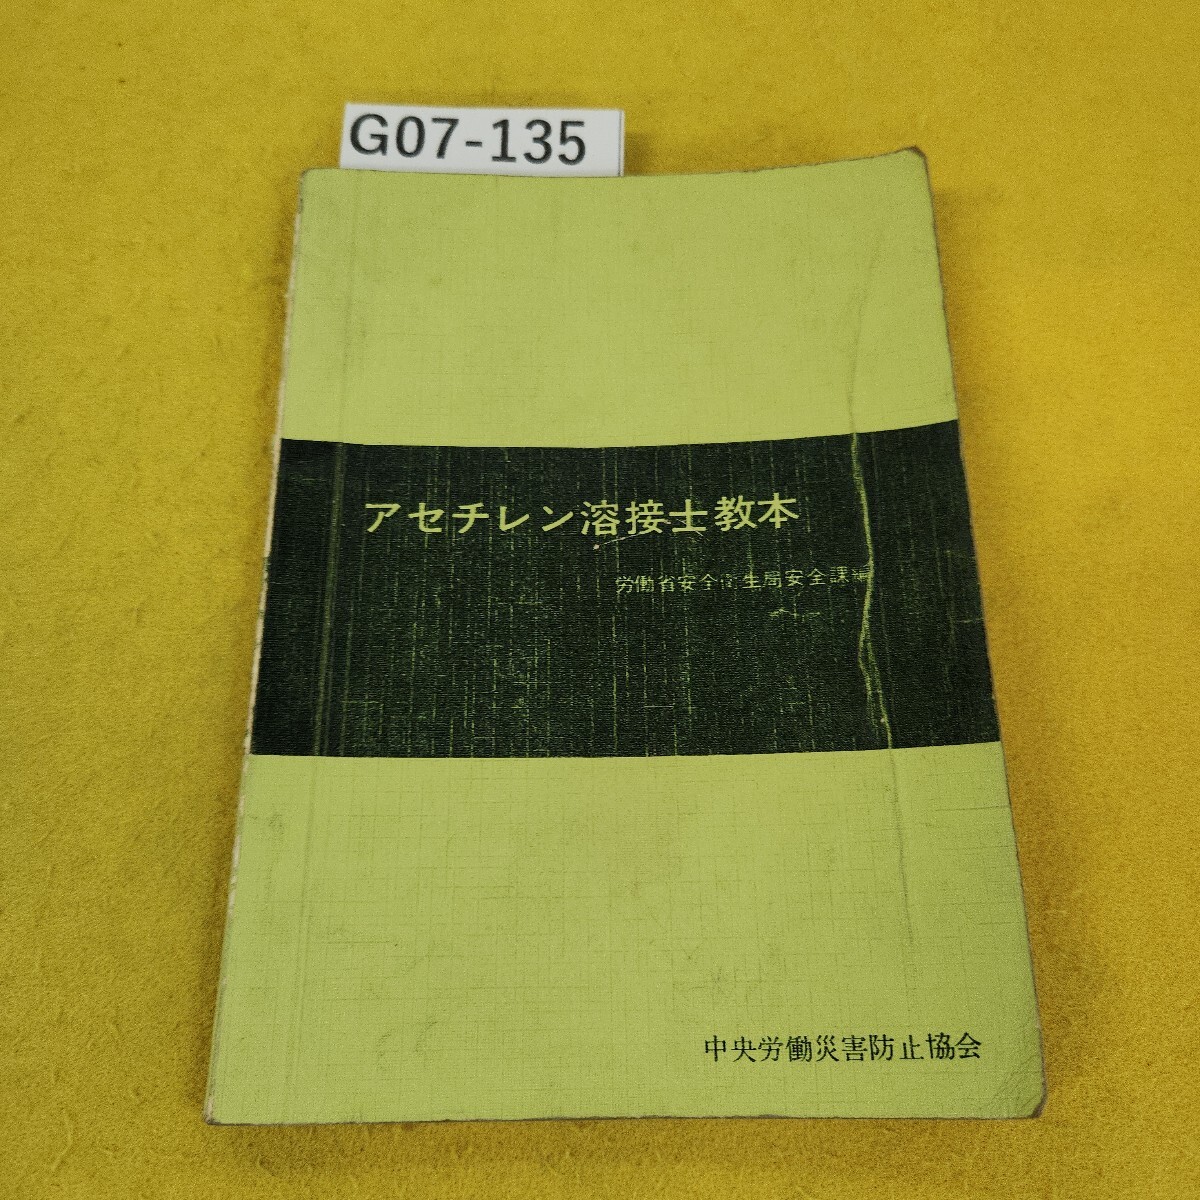 G07-135
アセチレン溶接士教本
労働省安全衛生局安全課編
中央労働災害防止協会